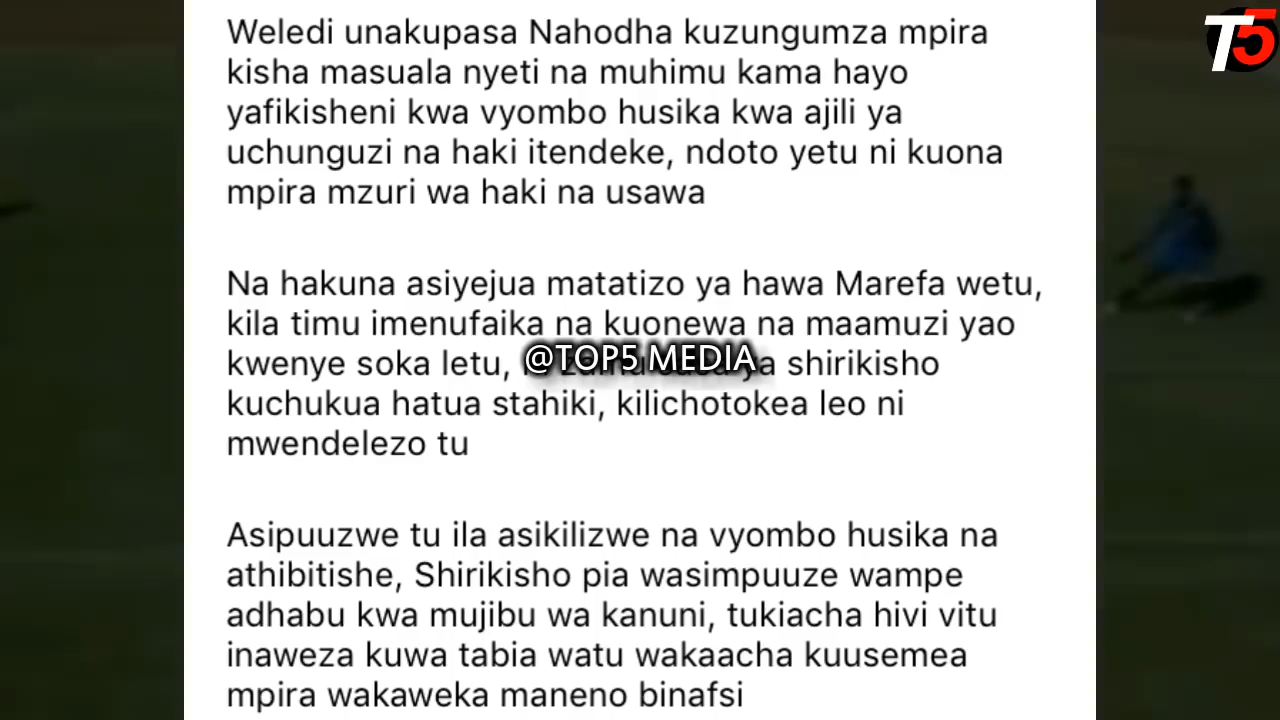 T5
Weledi unakupasa Nahodha kuzungumza mpira
kisha masuala nyeti na muhimu kama hayo
yafikisheni kwa vyombo husika kwa ajili ya
uchunguzi na haki itendeke, ndoto yetu ni kuona
mpira mzuri wa haki na usawa
Na hakuna asiyejua matatizo ya hawa Marefa wetu,
kila timu imenufaika na kuonewa na maamuzi yao
kwenye soka letu, ya shirikisho
@TOP5 MEDIA
kuchukua hatua stahiki, kilichotokea leo ni
mwendelezo tu
Asipuuzwe tu ila asikilizwe na vyombo husika na
athibitishe, Shirikisho pia wasimpuuze wampe
adhabu kwa mujibu wa kanuni, tukiacha hivi vitu
inaweza kuwa tabia watu wakaacha kuusemea
mpira wakaweka maneno binafsi